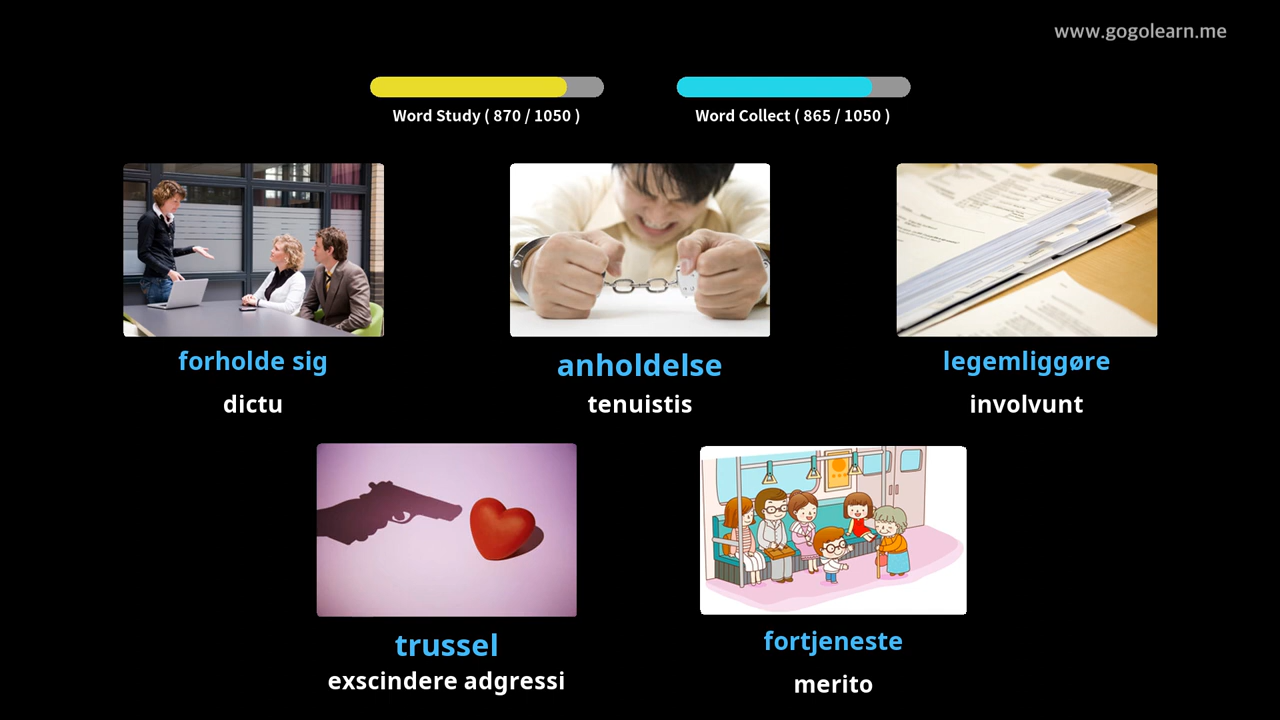 www.gogolearn.me
Word Study ( 870 / 1050 )
Word Collect ( 865 / 1050 )
forholde sig
dictu
anholdelse
tenuistis
legemliggøre
involvunt
trussel
exscindere adgressi
fortjeneste
merito